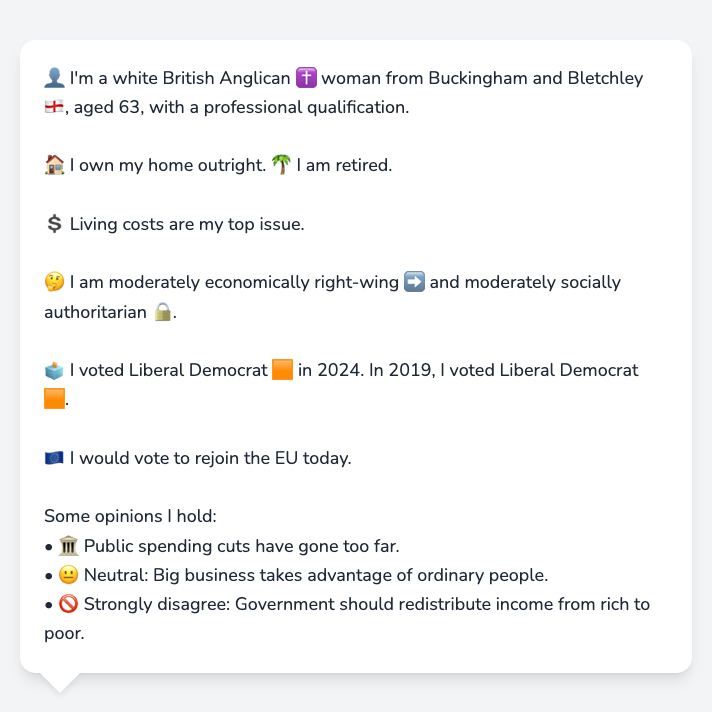 👤 I'm a white British Anglican ✝️ woman from Buckingham and Bletchley
🏴󠁧󠁢󠁥󠁮󠁧󠁿, aged 63, with a professional qualification.
🏠 I own my home outright. 🌴 I am retired.
💲 Living costs are my top issue.
🤔 I am moderately economically right-wing ➡️ and moderately socially
authoritarian 🔒.
🗳️ I voted Liberal Democrat 🟧 in 2024. In 2019, I voted Liberal Democrat
🟧.
🇪🇺 I would vote to rejoin the EU today.
Some opinions I hold:
• 🏛️ Public spending cuts have gone too far.
• 😐 Neutral: Big business takes advantage of ordinary people.
• 🚫 Strongly disagree: Government should redistribute income from rich to
poor.